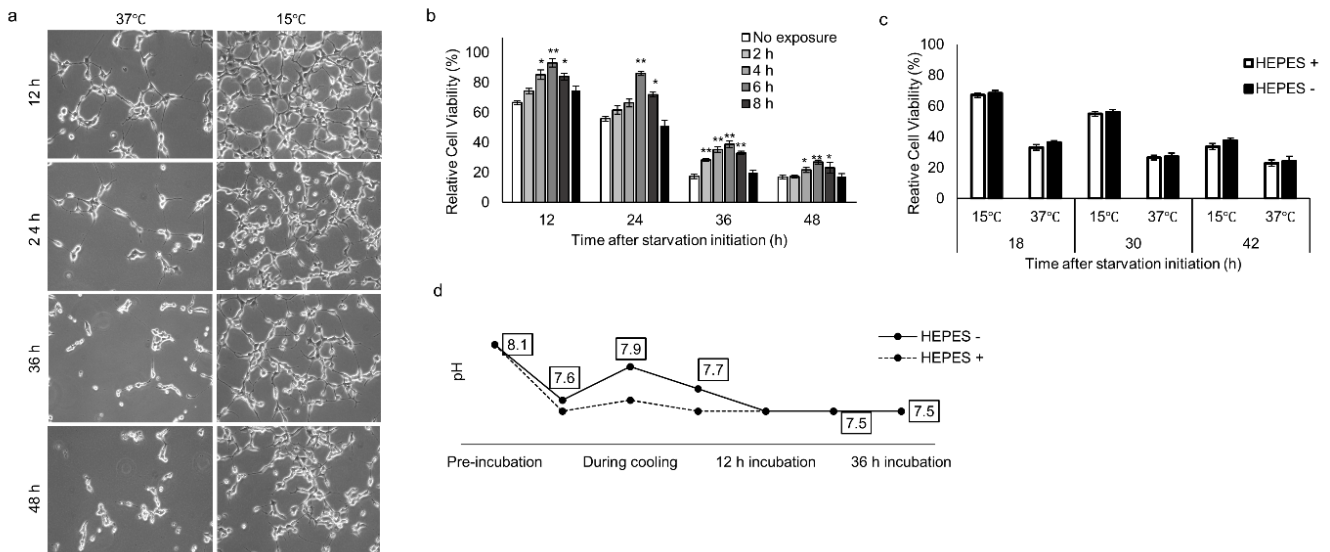 a
37℃
15℃
12 h
24 h
36 h
48 h
b
Relative Cell Viability (%)
100
80
60
40
20
0
No exposure
2 h
4 h
6 h
8 h
* ** *
** *
** ** ** **
* ** *
12 24 36 48
Time after starvation initiation (h)
c
Reative Cell Viability (%)
100
80
60
40
20
0
HEPES +
HEPES -
15℃ 37℃ 15℃ 37℃ 15℃ 37℃
18 30 42
Time after starvation initiation (h)
d
pH
8.1
7.6
7.9
7.7
7.5
7.5
HEPES -
HEPES +
Pre-incubation During cooling 12 h incubation 36 h incubation